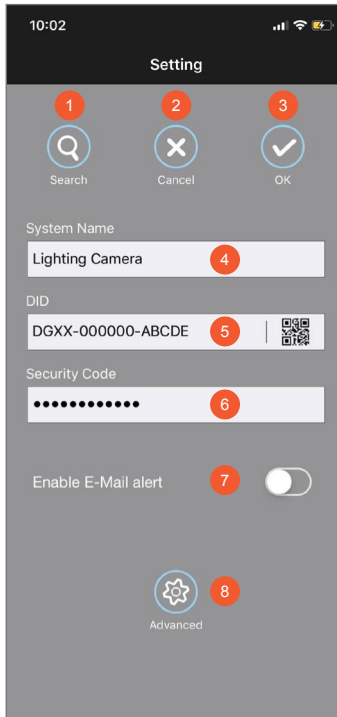 10:02
Setting
1 2 3
Search Cancel OK
System Name
Lighting Camera 4
DID
DGXX-000000-ABCDE 5
Security Code
●●●●●●●●●●●● 6
Enable E-Mail alert 7
8
Advanced